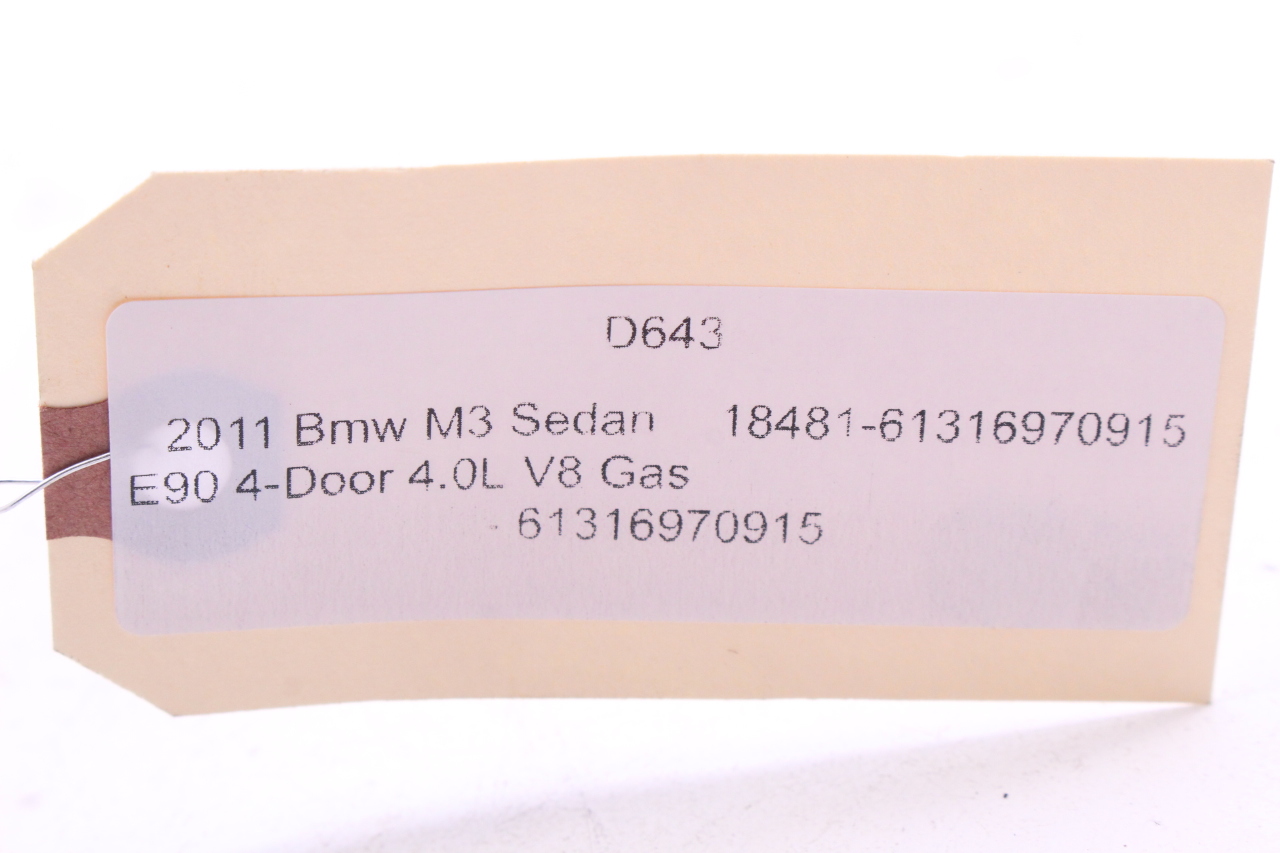 D643
2011 Bmw M3 Sedan 18481-61316970915
E90 4-Door 4.0L V8 Gas
61316970915